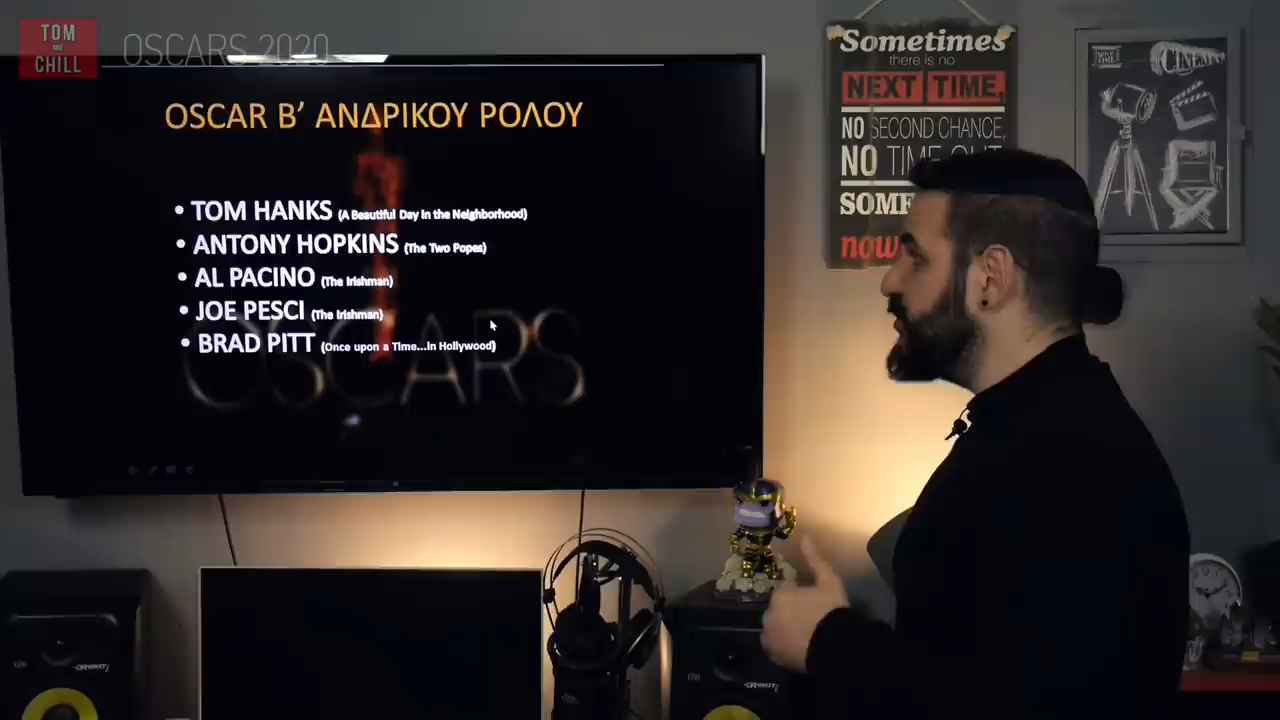 TOM
AND
CHILL
OSCARS 2020
OSCAR Β’ ΑΝΔΡΙΚΟΥ ΡΟΛΟΥ
• TOM HANKS (A Beautiful Day in the Neighborhood)
• ANTONY HOPKINS (The Two Popes)
• AL PACINO (The Irishman)
• JOE PESCI (The Irishman)
• BRAD PITT (Once upon a Time...in Hollywood)
OSCARS
Sometimes
there is no
NEXT TIME,
NO SECOND CHANCE,
NO TIME OUT
SOME
now
CINEMA